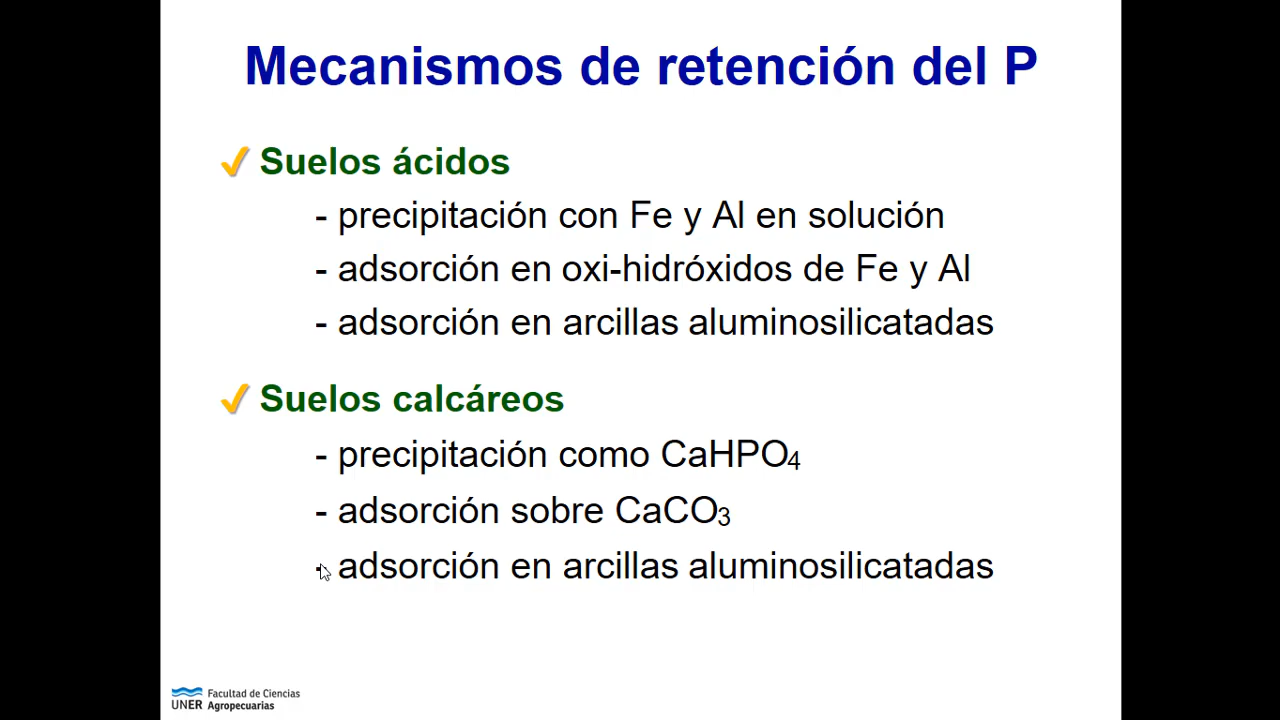 Mecanismos de retención del P
Suelos ácidos
- precipitación con Fe y Al en solución
- adsorción en oxi-hidróxidos de Fe y Al
- adsorción en arcillas aluminosilicatadas
Suelos calcáreos
- precipitación como CaHPO₄
- adsorción sobre CaCO₃
- adsorción en arcillas aluminosilicatadas
UNER
Facultad de Ciencias
Agropecuarias